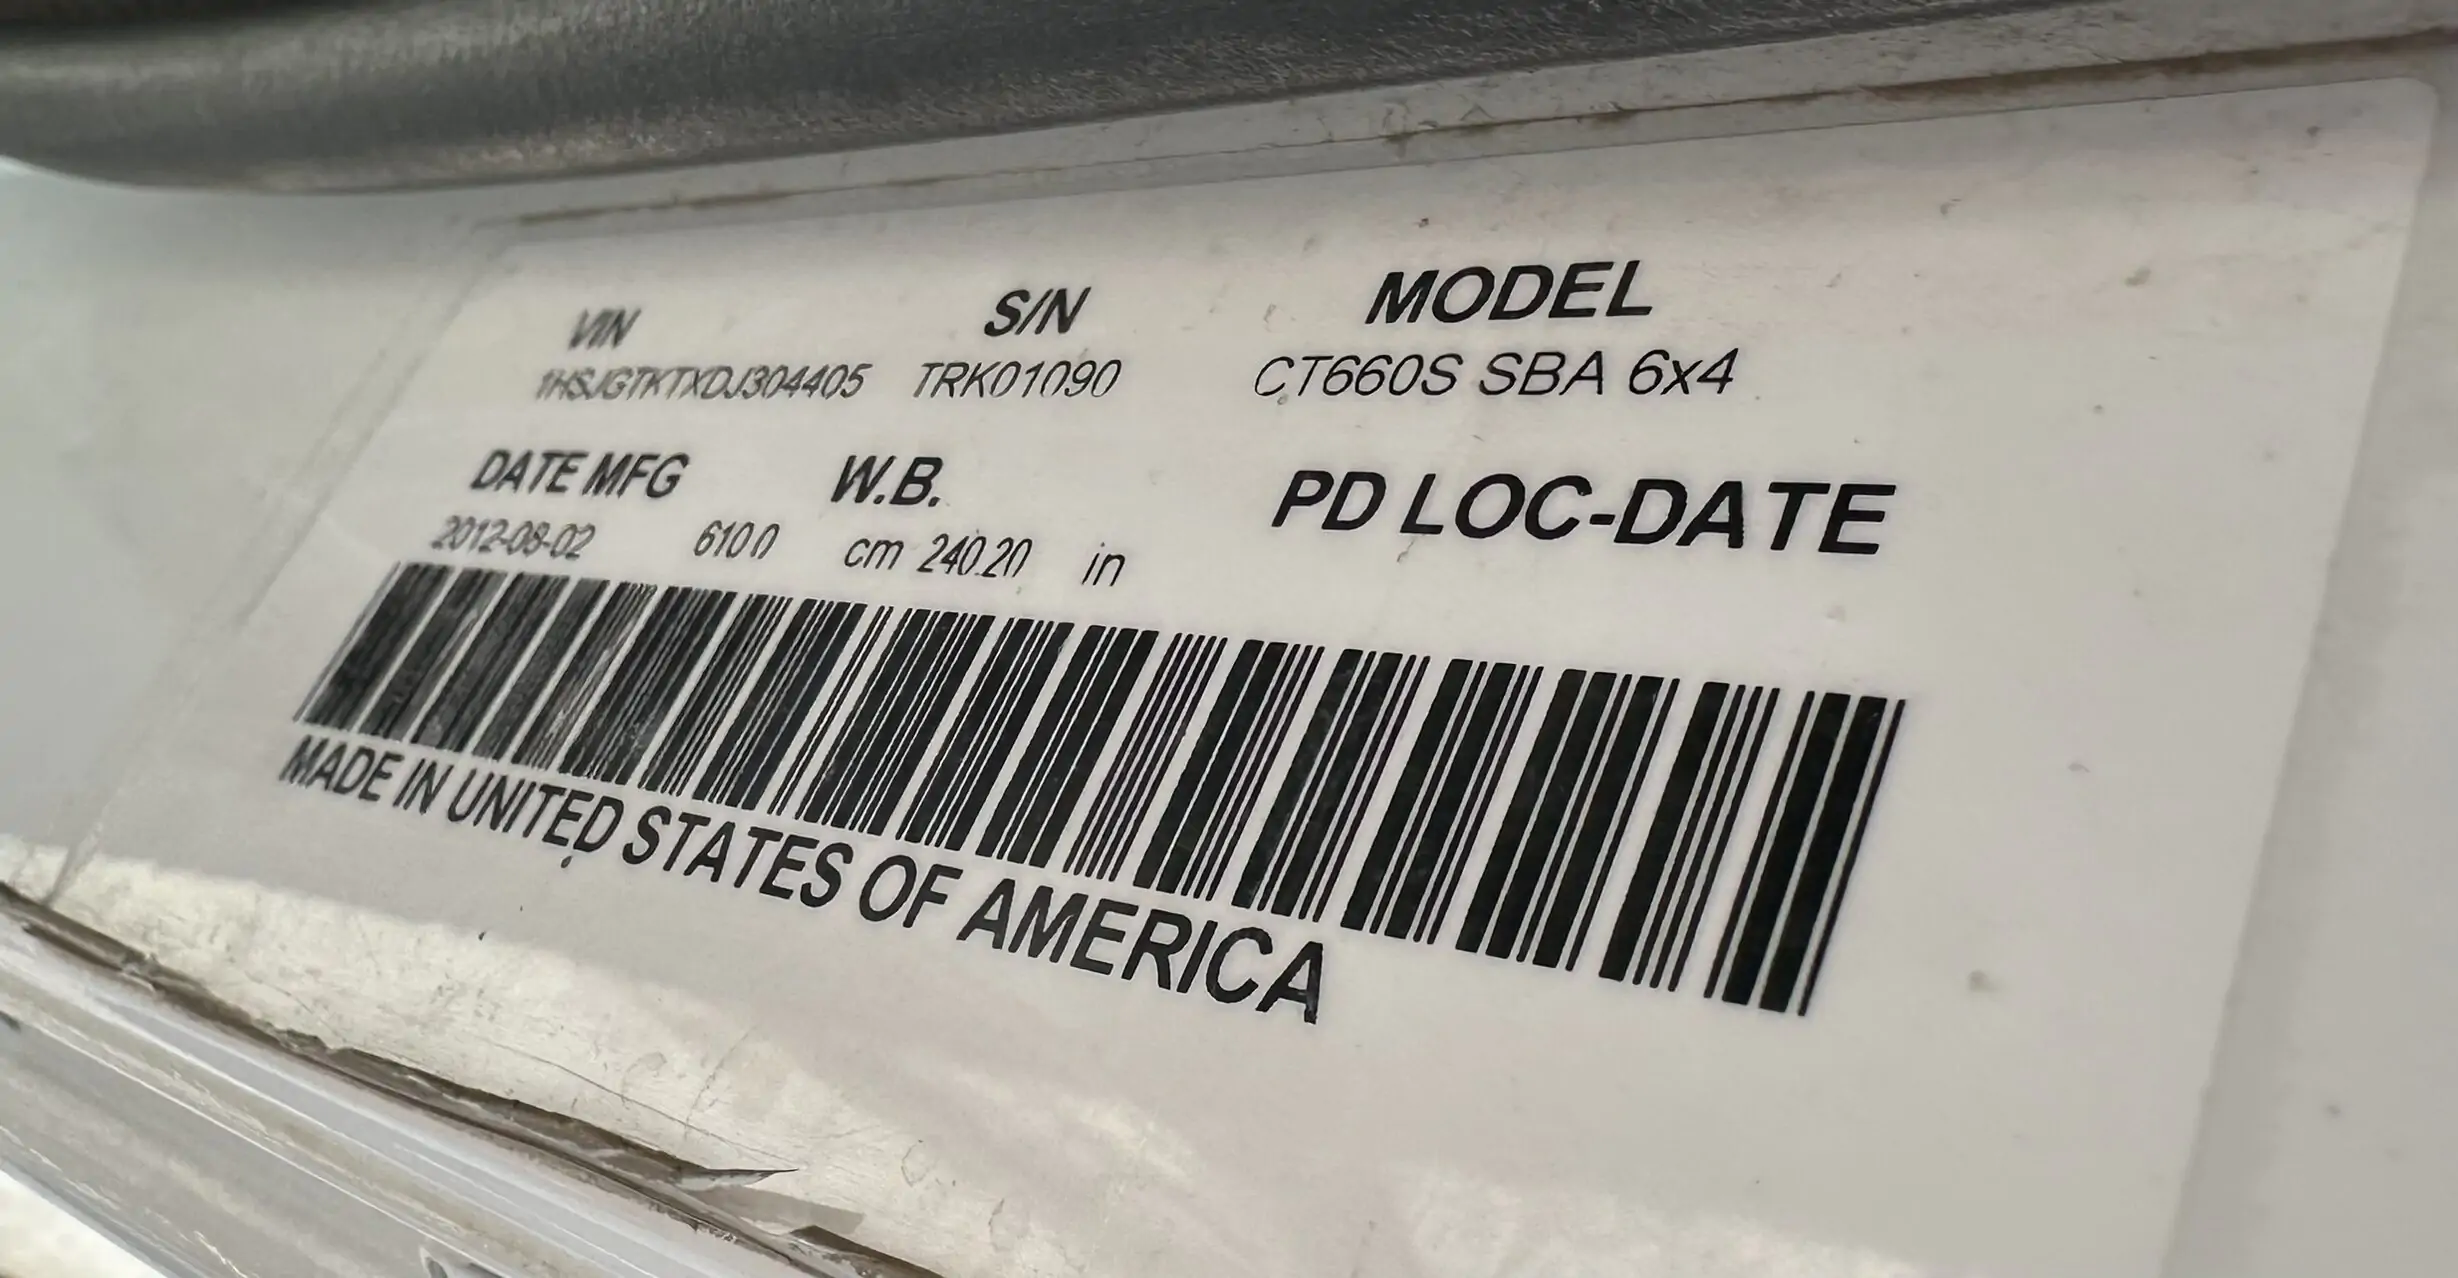 VIN S/N MODEL
1HSJGTKTXDJ304405 TRK01090 CT660S SBA 6x4
DATE MFG W.B. PD LOC-DATE
2012-08-02 610.0 cm 240.20 in
MADE IN UNITED STATES OF AMERICA